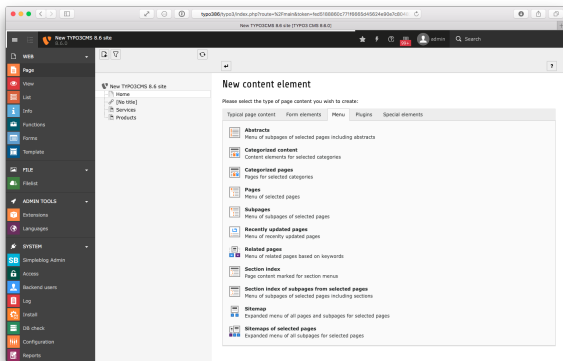 typo386/typo3/index.php?route=%2Fmain&token=
New TYPO3CMS 8.6 site [TYPO3 CMS 8.6.0]
New TYPO3CMS 8.6 site
8.6.0
admin
Search
WEB
Page
View
List
Info
Functions
Forms
Template
FILE
Filelist
ADMIN TOOLS
Extensions
Languages
SYSTEM
SB Simpleblog Admin
Access
Backend users
Log
Install
DB check
Configuration
Reports
New TYPO3CMS 8.6 site
Home
[No title]
Services
Products
?
New content element
Please select the type of page content you wish to create:
Typical page content Form elements Menu Plugins Special elements
Abstracts
Menu of subpages of selected pages including abstracts
Categorized content
Content elements for selected categories
Categorized pages
Pages for selected categories
Pages
Menu of selected pages
Subpages
Menu of subpages of selected pages
Recently updated pages
Menu of recently updated pages
Related pages
Menu of related pages based on keywords
Section index
Page content marked for section menus
Section index of subpages from selected pages
Menu of subpages of selected pages including sections
Sitemap
Expanded menu of all pages and subpages for selected pages
Sitemaps of selected pages
Expanded menu of all subpages for selected pages